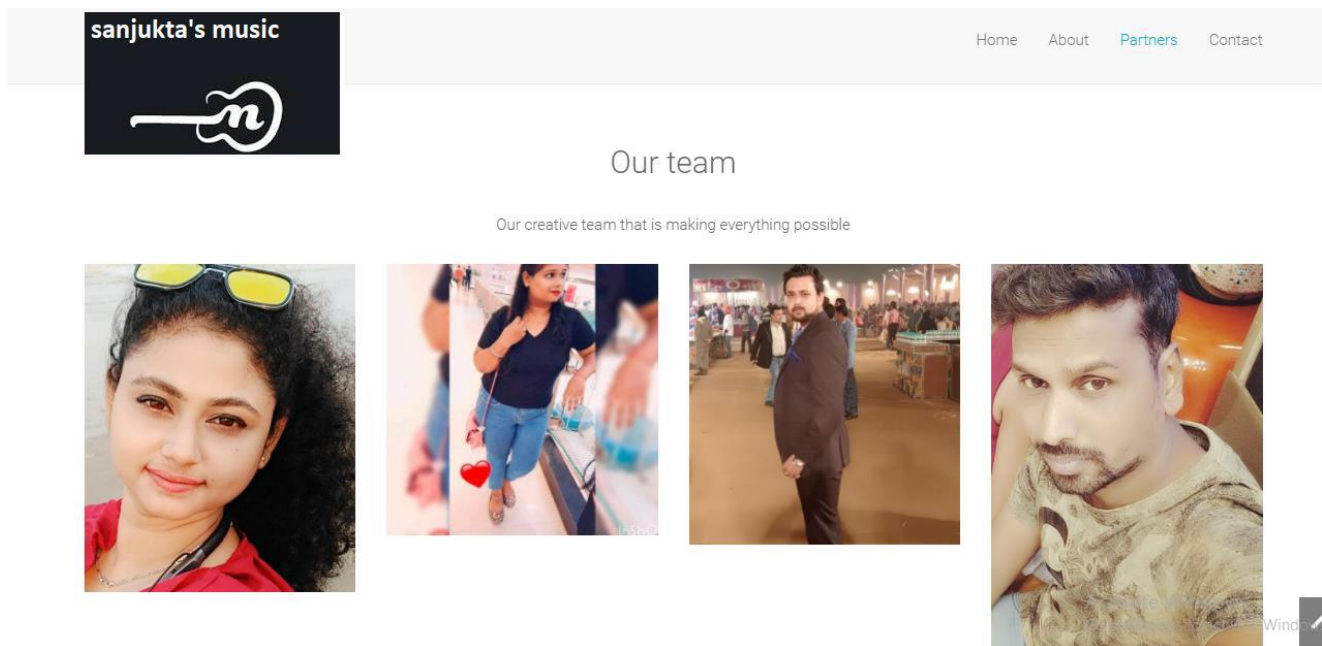 sanjukta's music
Home About Partners Contact
Our team
Our creative team that is making everything possible